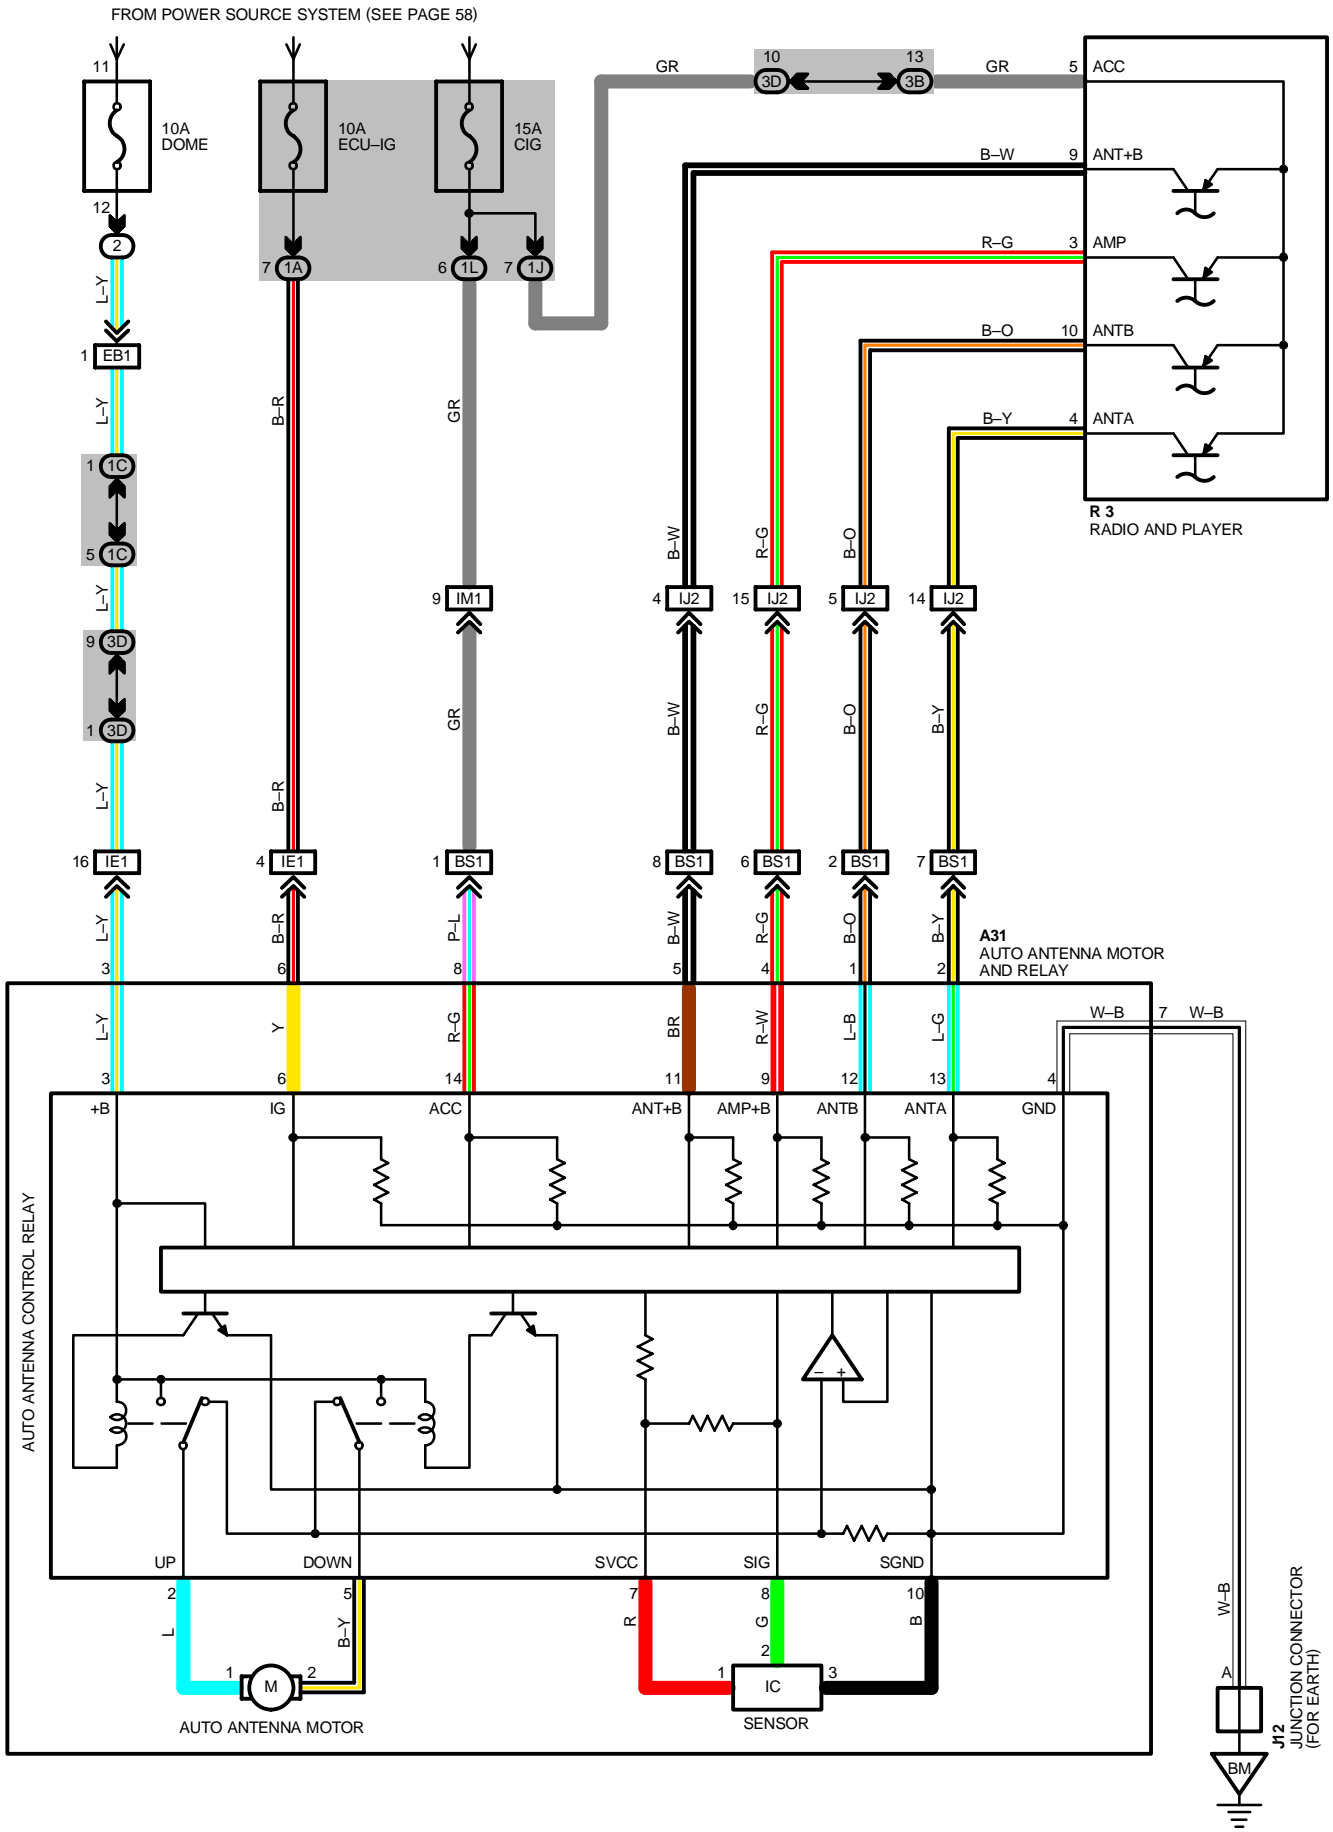 FROM POWER SOURCE SYSTEM (SEE PAGE 58)
11
10A
DOME
10A
ECU–IG
15A
CIG
12
2
7 1A
6 1L
7 1J
GR
10
3D
13
3B
GR
5 ACC
B–W
9 ANT+B
R–G
3 AMP
B–O
10 ANTB
B–Y
4 ANTA
R 3
RADIO AND PLAYER
L–Y
1 EB1
L–Y
B–R
GR
1 1C
5 1C
L–Y
9 3D
1 3D
B–W
R–G
B–O
9 IM1
4 IJ2
15 IJ2
5 IJ2
14 IJ2
GR
B–W
R–G
B–O
B–Y
L–Y
B–R
16 IE1
4 IE1
1 BS1
8 BS1
6 BS1
2 BS1
7 BS1
L–Y
B–R
P–L
B–W
R–G
B–O
B–Y
A31
AUTO ANTENNA MOTOR
AND RELAY
3
6
8
5
4
1
2
L–Y
Y
R–G
BR
R–W
L–B
L–G
W–B
7
W–B
3
6
14
11
9
12
13
4
+B
IG
ACC
ANT+B
AMP+B
ANTB
ANTA
GND
AUTO ANTENNA CONTROL RELAY
– +
UP
DOWN
SVCC
SIG
SGND
2
5
7
8
10
L
B–Y
R
G
B
1
M
2
AUTO ANTENNA MOTOR
1
2
IC
3
SENSOR
W–B
A
J12
JUNCTION CONNECTOR
(FOR EARTH)
BM